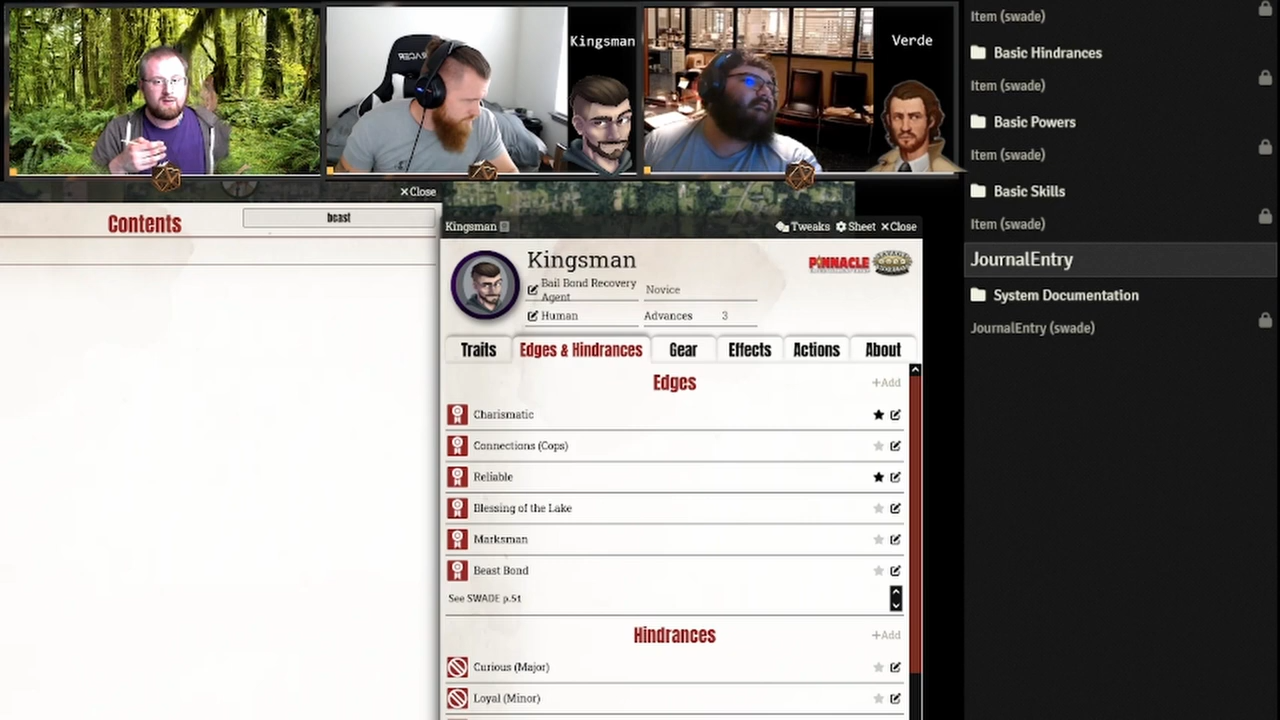 Kingsman
Verde
Close
Contents
beast
Kingsman
Tweaks Sheet Close
Kingsman
PINNACLE
Bail Bond Recovery
Agent
Novice
Human
Advances 3
Traits
Edges & Hindrances
Gear
Effects
Actions
About
Edges
+Add
Charismatic
Connections (Cops)
Reliable
Blessing of the Lake
Marksman
Beast Bond
See SWADE p.51
Hindrances
+Add
Curious (Major)
Loyal (Minor)
Item (swade)
Basic Hindrances
Item (swade)
Basic Powers
Item (swade)
Basic Skills
Item (swade)
JournalEntry
System Documentation
JournalEntry (swade)